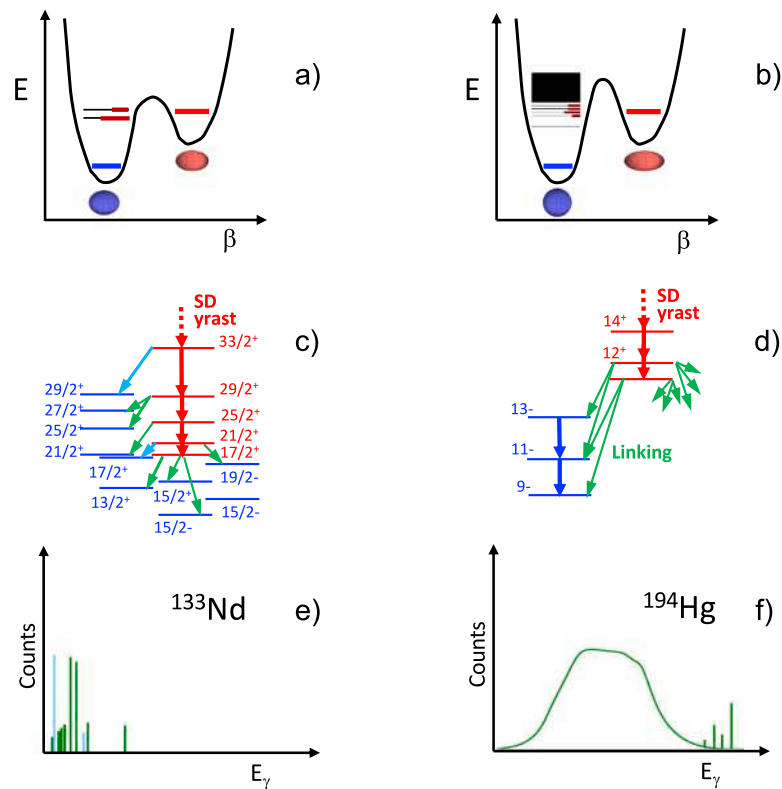 a)
E
β
b)
E
β
c)
SD
yrast
33/2+
29/2+
29/2+
27/2+
25/2+
25/2+
21/2+
21/2+
17/2+
17/2+
19/2-
13/2+
15/2+
15/2-
15/2-
d)
SD
yrast
14+
12+
13-
11-
Linking
9-
e)
¹³³Nd
Counts
Eγ
f)
¹⁹⁴Hg
Counts
Eγ